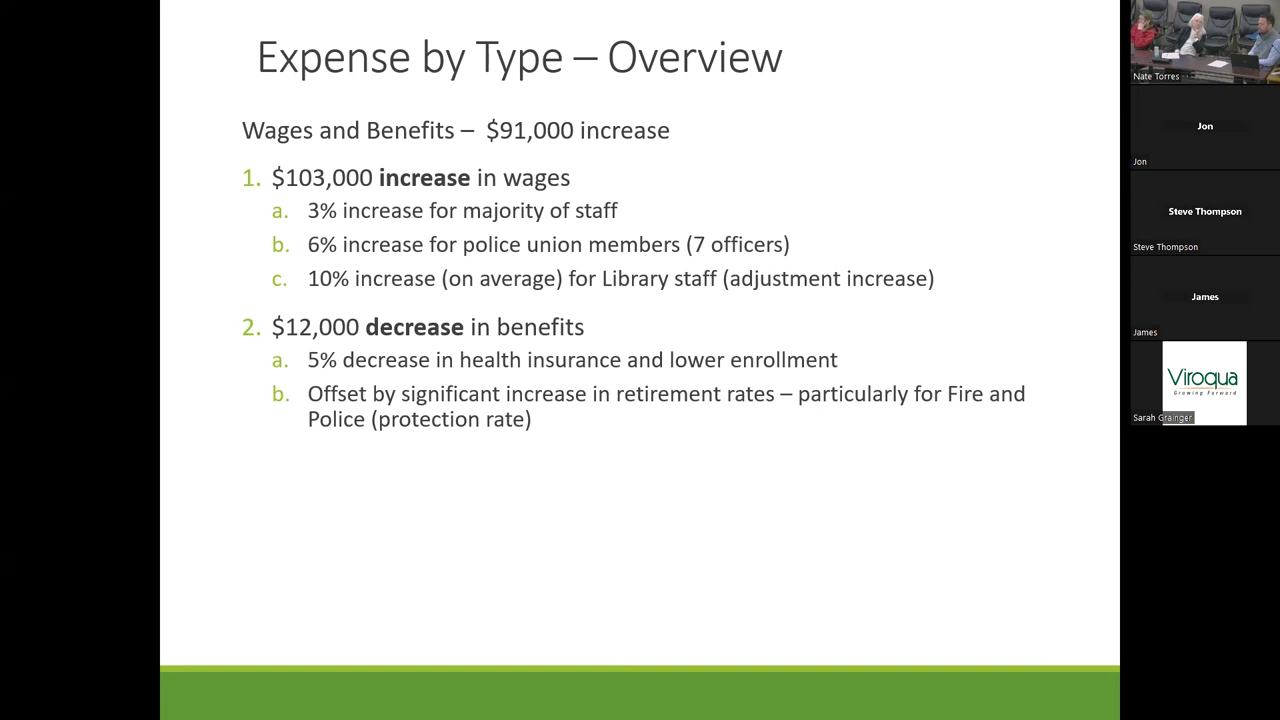 Expense by Type – Overview
Wages and Benefits – $91,000 increase
1. $103,000 increase in wages
a. 3% increase for majority of staff
b. 6% increase for police union members (7 officers)
c. 10% increase (on average) for Library staff (adjustment increase)
2. $12,000 decrease in benefits
a. 5% decrease in health insurance and lower enrollment
b. Offset by significant increase in retirement rates – particularly for Fire and
Police (protection rate)
Nate Torres
Jon
Jon
Steve Thompson
Steve Thompson
James
James
Viroqua
Growing Forward
Sarah Grainger